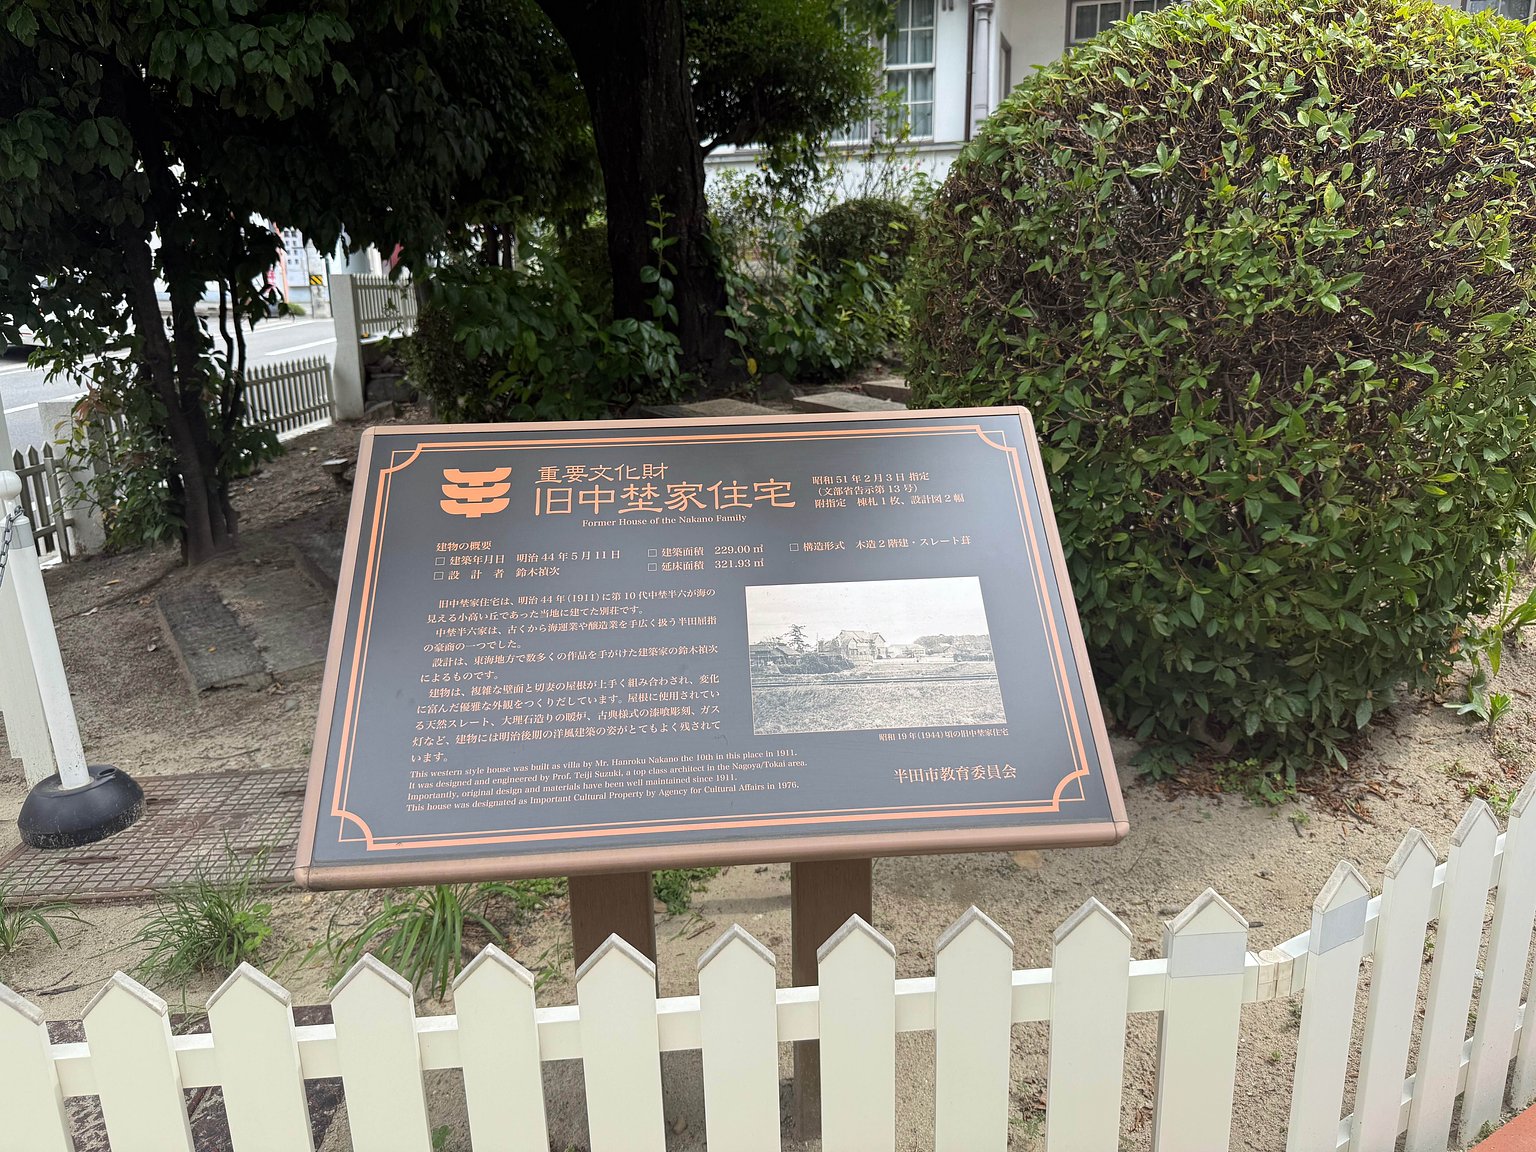 重要文化財
旧中埜家住宅
Former House of the Nakano Family
昭和51年2月3日 指定
（文部省告示第13号）
附指定　棟札1枚、設計図2幅
建物の概要
□ 建築年月日　明治44年5月11日
□ 設　計　者　鈴木禎次
□ 建築面積　229.00㎡
□ 延床面積　321.93㎡
□ 構造形式　木造2階建・スレート葺
旧中埜家住宅は、明治44年（1911）に第10代中埜半六が海の
見える小高い丘であった当地に建てた別荘です。
中埜半六家は、古くから海運業や醸造業を手広く扱う半田屈指
の豪商の一つでした。
設計は、東海地方で数多くの作品を手がけた建築家の鈴木禎次
によるものです。
建物は、複雑な壁面と切妻の屋根が上手く組み合わされ、変化
に富んだ優雅な外観をつくりだしています。屋根に使用されてい
る天然スレート、大理石造りの暖炉、古典様式の漆喰彫刻、ガス
灯など、建物には明治後期の洋風建築の姿がとてもよく残されて
います。
This western style house was built as villa by Mr. Hanroku Nakano the 10th in this place in 1911.
It was designed and engineered by Prof. Teiji Suzuki, a top class architect in the Nagoya/Tokai area.
Importantly, original design and materials have been well maintained since 1911.
This house was designated as Important Cultural Property by Agency for Cultural Affairs in 1976.
昭和19年（1944）頃の旧中埜家住宅
半田市教育委員会